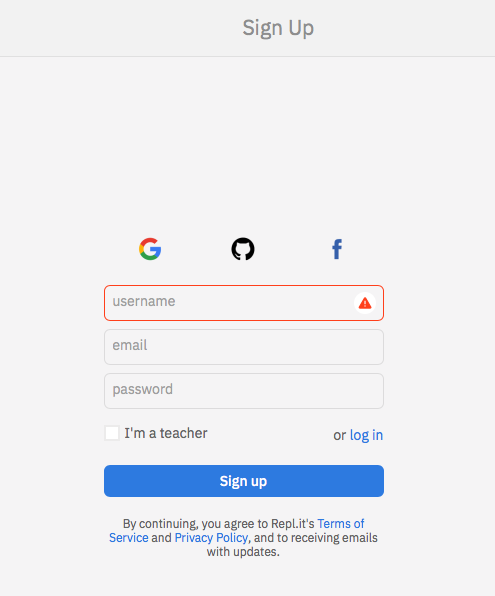 Sign Up
username
email
password
I'm a teacher
or log in
Sign up
By continuing, you agree to Repl.it's Terms of
Service and Privacy Policy, and to receiving emails
with updates.